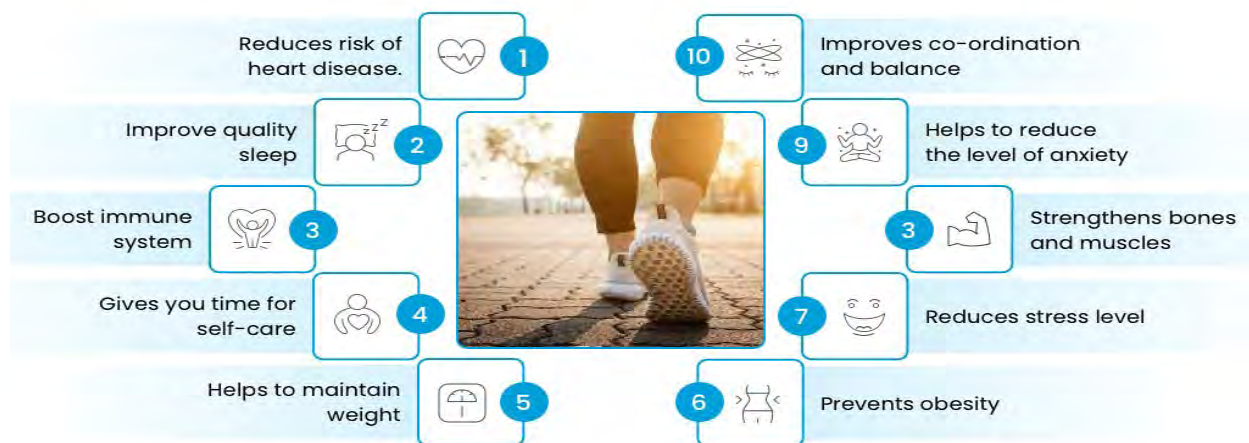 Reduces risk of
heart disease.
1
Improve quality
sleep
zzZ
2
Boost immune
system
3
Gives you time for
self-care
4
Helps to maintain
weight
5
10
Improves co-ordination
and balance
9
Helps to reduce
the level of anxiety
3
Strengthens bones
and muscles
7
Reduces stress level
6
Prevents obesity